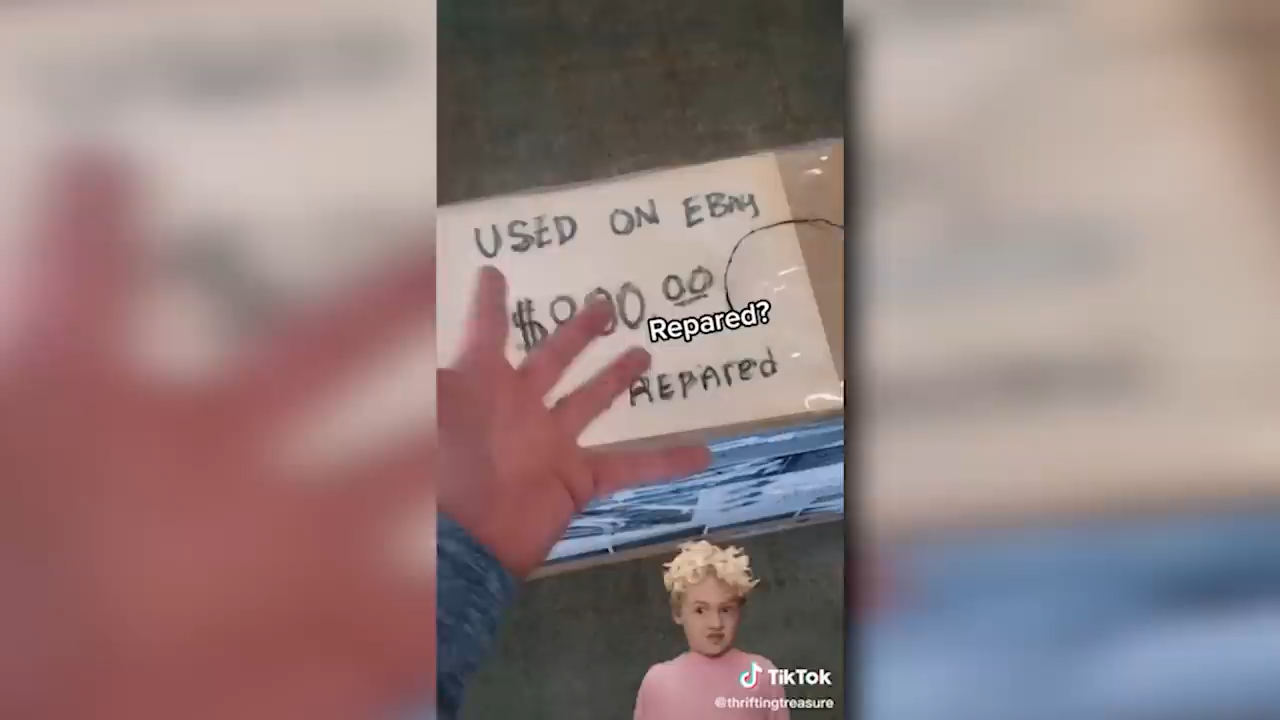 USED ON EBay
Repared?
REPAred
TikTok
@thriftingtreasure